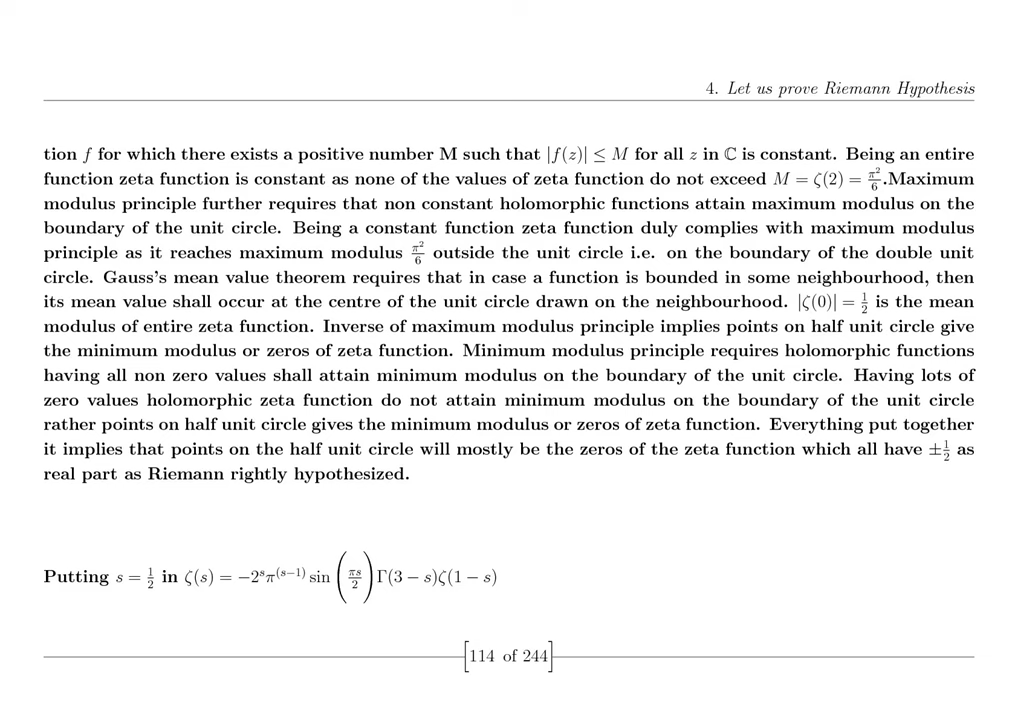 4. Let us prove Riemann Hypothesis
tion f for which there exists a positive number M such that |f(z)| ≤ M for all z in ℂ is constant. Being an entire
function zeta function is constant as none of the values of zeta function do not exceed M = ζ(2) = π²/6.Maximum
modulus principle further requires that non constant holomorphic functions attain maximum modulus on the
boundary of the unit circle. Being a constant function zeta function duly complies with maximum modulus
principle as it reaches maximum modulus π²/6 outside the unit circle i.e. on the boundary of the double unit
circle. Gauss's mean value theorem requires that in case a function is bounded in some neighbourhood, then
its mean value shall occur at the centre of the unit circle drawn on the neighbourhood. |ζ(0)| = 1/2 is the mean
modulus of entire zeta function. Inverse of maximum modulus principle implies points on half unit circle give
the minimum modulus or zeros of zeta function. Minimum modulus principle requires holomorphic functions
having all non zero values shall attain minimum modulus on the boundary of the unit circle. Having lots of
zero values holomorphic zeta function do not attain minimum modulus on the boundary of the unit circle
rather points on half unit circle gives the minimum modulus or zeros of zeta function. Everything put together
it implies that points on the half unit circle will mostly be the zeros of the zeta function which all have ±1/2 as
real part as Riemann rightly hypothesized.
Putting s = 1/2 in ζ(s) = −2^s π^(s−1) sin(πs/2)Γ(3 − s)ζ(1 − s)
[114 of 244]